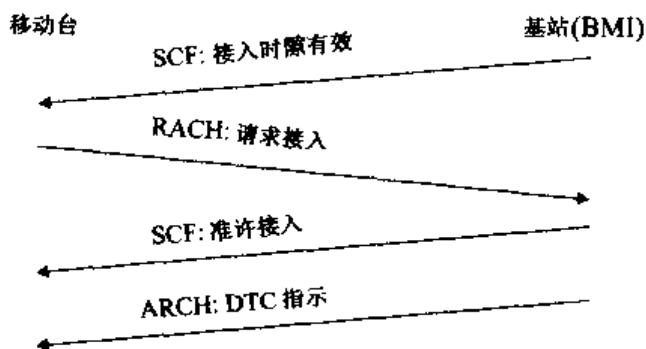 移动台
基站(BMI)
SCF: 接入时隙有效
RACH: 请求接入
SCF: 准许接入
ARCH: DTC 指示